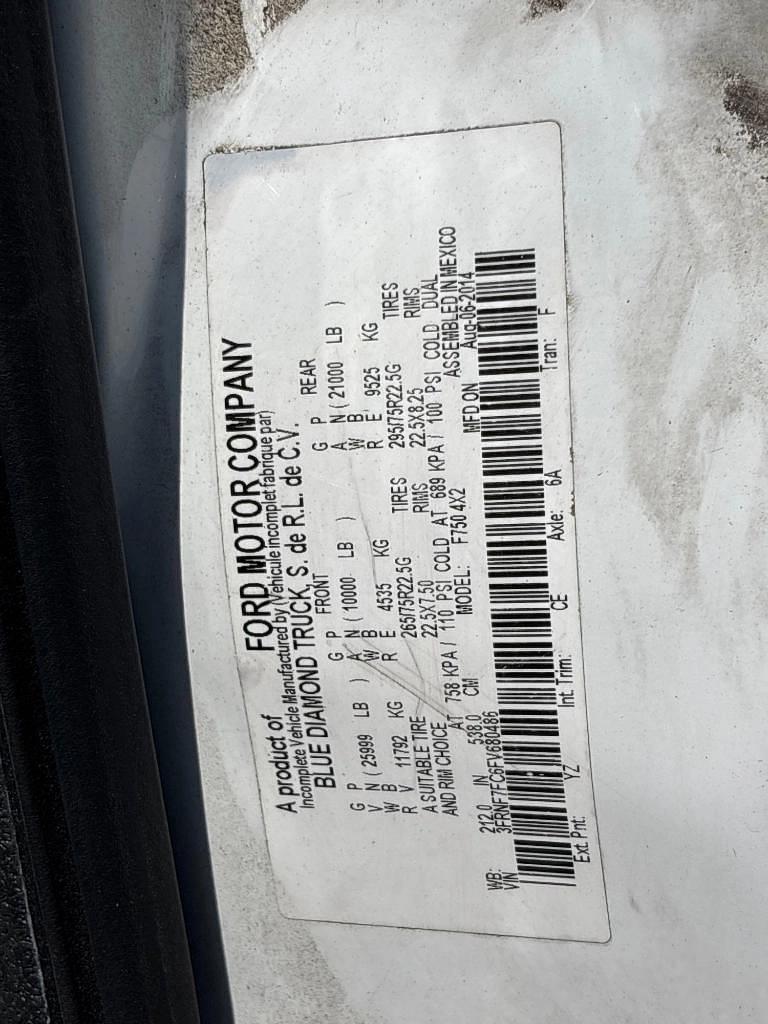 FORD MOTOR COMPANY
A product of
Incomplete Vehicle Manufactured by (Vehicule incomplet fabrique par)
BLUE DIAMOND TRUCK, S. de R.L. de C.V.
FRONT REAR
G P G P G P
V N ( 25999 LB ) A N ( 10000 LB ) A N ( 21000 LB )
W B W B W B
R V 11792 KG R E 4535 KG R E 9525 KG
A SUITABLE TIRE 265/75R22.5G TIRES 295/75R22.5G TIRES
AND RIM CHOICE 22.5X7.50 RIMS 22.5X8.25 RIMS
AT 758 KPA / 110 PSI COLD AT 689 KPA / 100 PSI COLD DUAL
MODEL: F750 4X2 ASSEMBLED IN MEXICO
WB: 212.0 IN 538.0 CM MFD ON Aug-06-2014
VIN 3FRNF7FC6FV680486
Ext. Pnt: YZ Int. Trim: CE Axle: 6A Tran: F